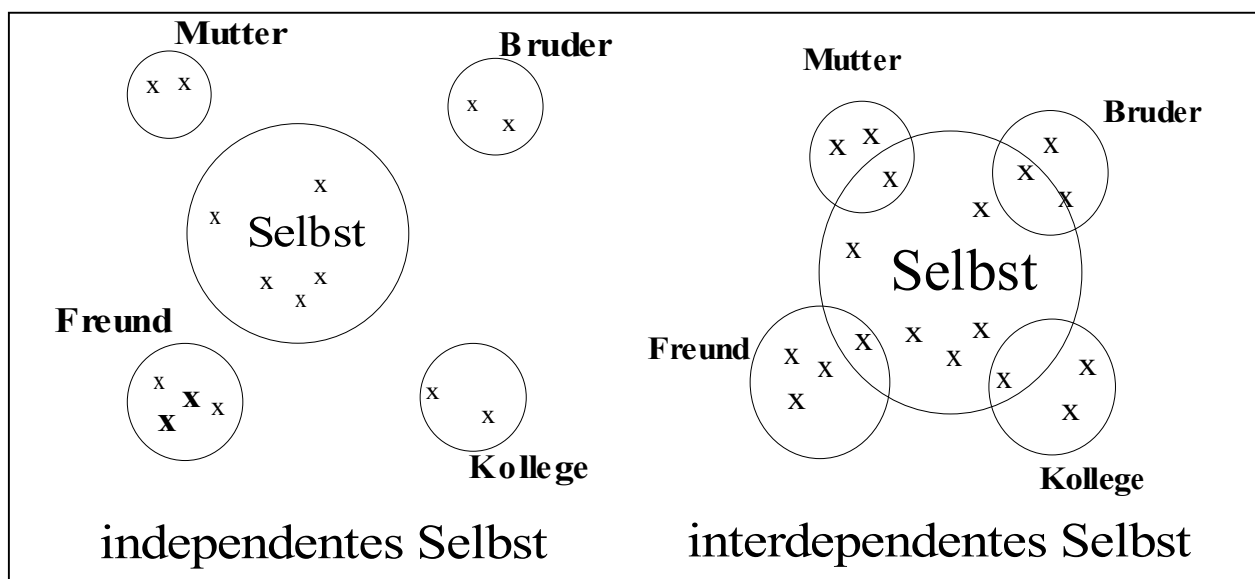 Mutter
Bruder
x x
x
x
x
x
Selbst
x
x
x
Freund
x
x
x
x
x
x
Kollege
independentes Selbst
Mutter
Bruder
x
x
x
x
x
x
x
x
Selbst
x
x
x
Freund
x
x
x
x
x
x
x
Kollege
interdependentes Selbst